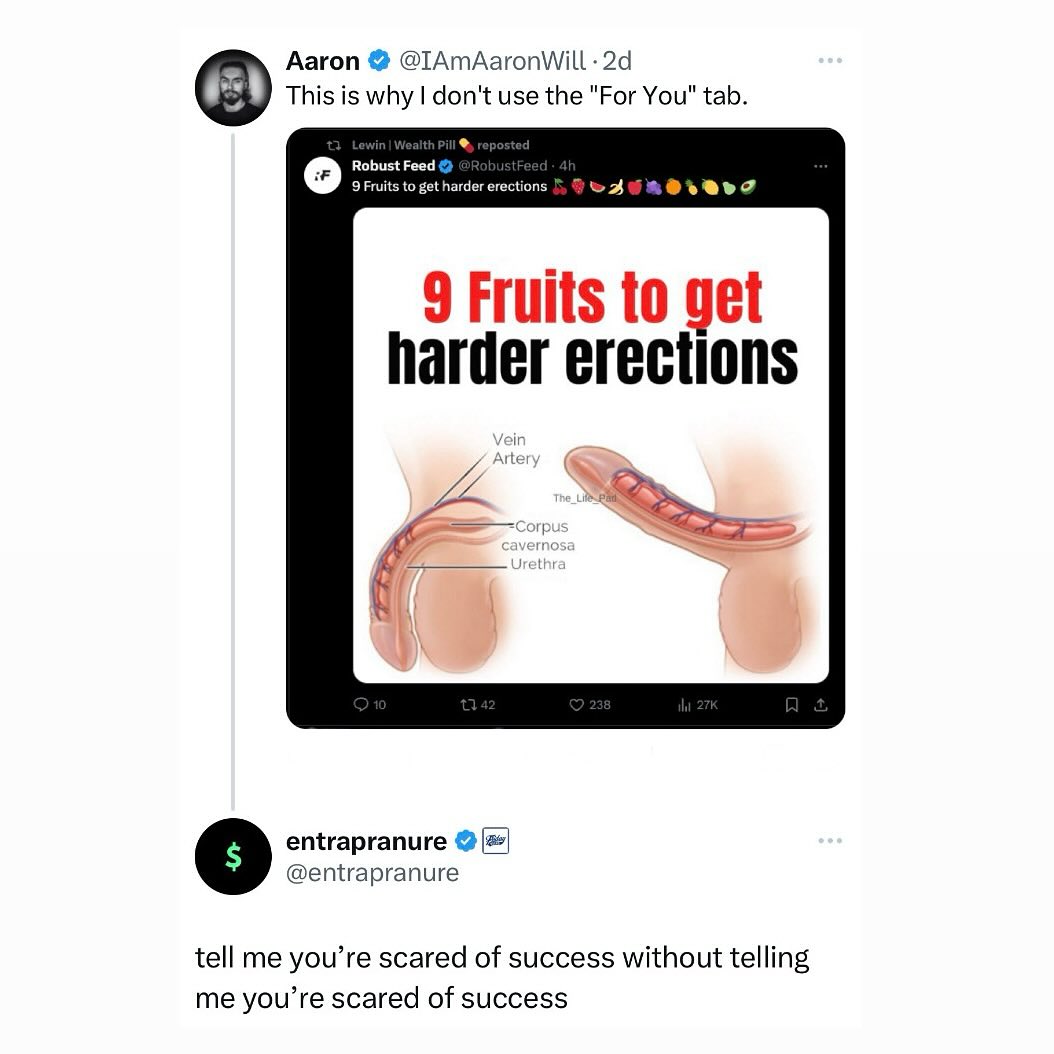 Aaron @IAmAaronWill · 2d
This is why I don't use the "For You" tab.
Lewin | Wealth Pill 💊 reposted
:F
Robust Feed @RobustFeed · 4h
9 Fruits to get harder erections 🍒🍓🍉🍌🍎🍇🍊🍍🍋🍐🥑
9 Fruits to get
harder erections
Vein
Artery
The_Life_Pad
Corpus
cavernosa
Urethra
10 42 238 27K
$
entrapranure
@entrapranure
tell me you’re scared of success without telling
me you’re scared of success